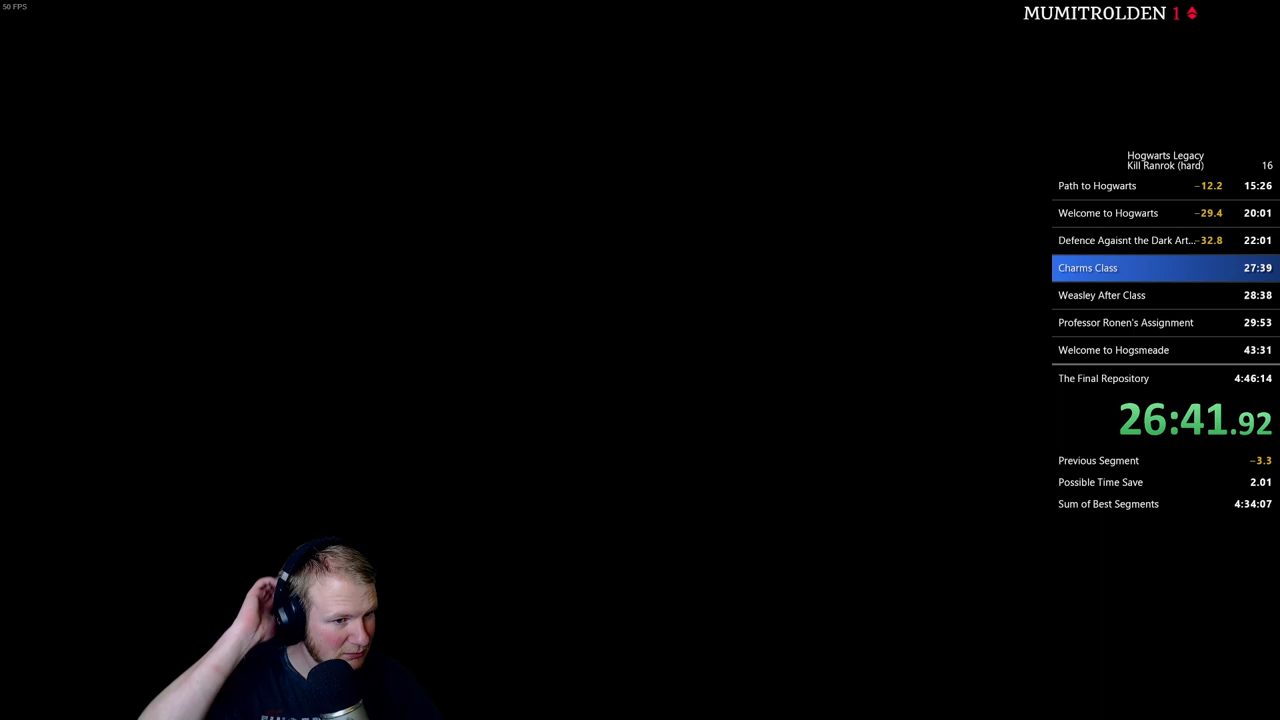 50 FPS
MUMITR0LDEN 1
Hogwarts Legacy
Kill Ranrok (hard) 16
Path to Hogwarts −12.2 15:26
Welcome to Hogwarts −29.4 20:01
Defence Agaisnt the Dark Art... −32.8 22:01
Charms Class 27:39
Weasley After Class 28:38
Professor Ronen's Assignment 29:53
Welcome to Hogsmeade 43:31
The Final Repository 4:46:14
26:41.92
Previous Segment −3.3
Possible Time Save 2.01
Sum of Best Segments 4:34:07